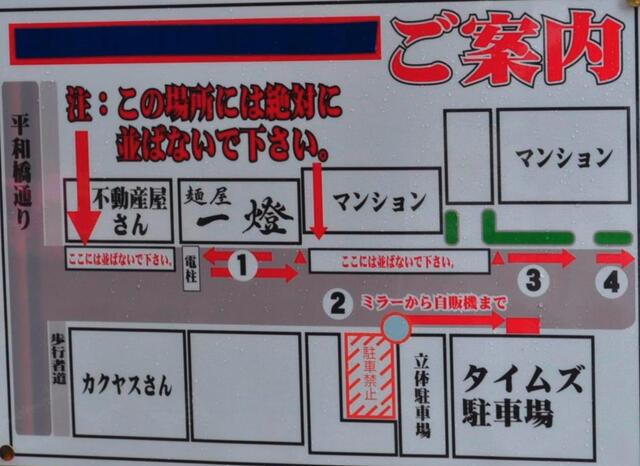 ご案内
注：この場所には絶対に
並ばないで下さい。
平和橋通り
不動産屋
さん
麺屋
一燈
マンション
マンション
ここには並ばないで下さい。
電柱
1
ここには並ばないで下さい。
3
4
2
ミラーから自販機まで
歩行者道
カクヤスさん
駐車禁止
立体駐車場
タイムズ
駐車場